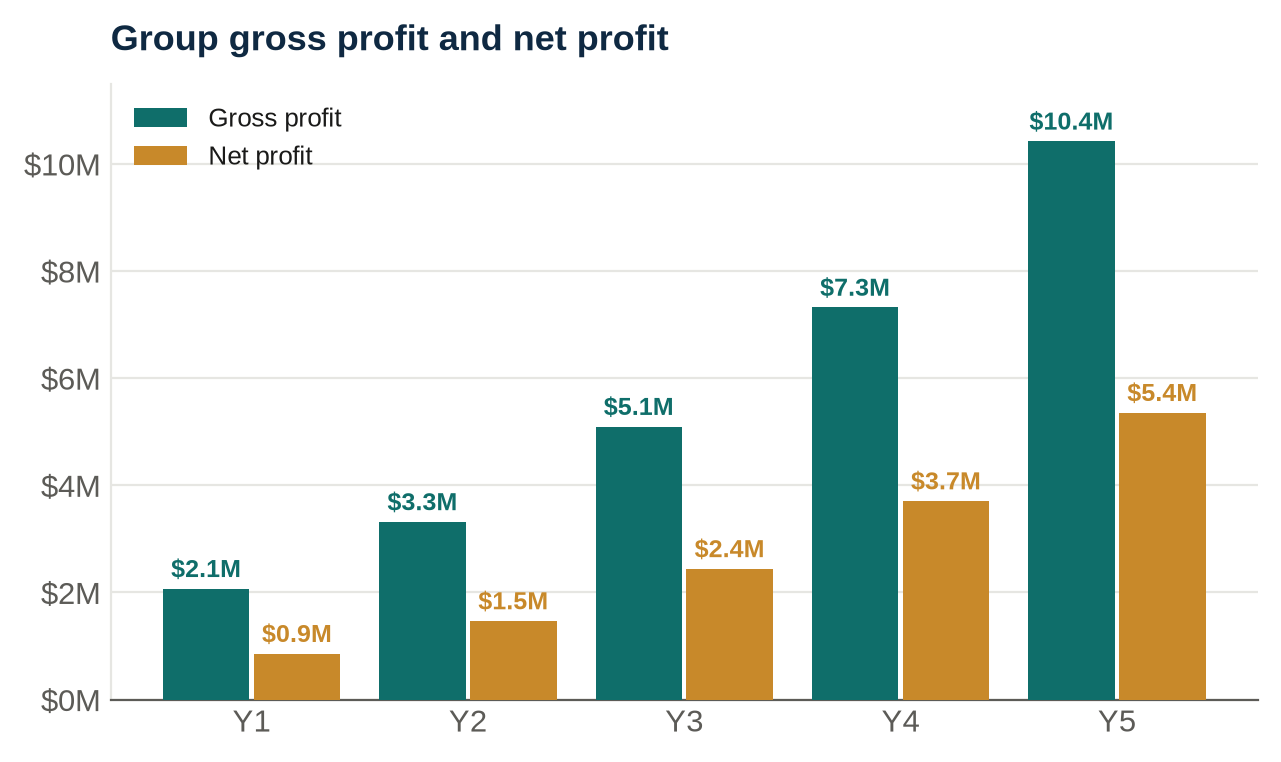 Group gross profit and net profit
Gross profit
Net profit
$10M
$8M
$6M
$4M
$2M
$0M
$2.1M
$0.9M
$3.3M
$1.5M
$5.1M
$2.4M
$7.3M
$3.7M
$10.4M
$5.4M
Y1
Y2
Y3
Y4
Y5